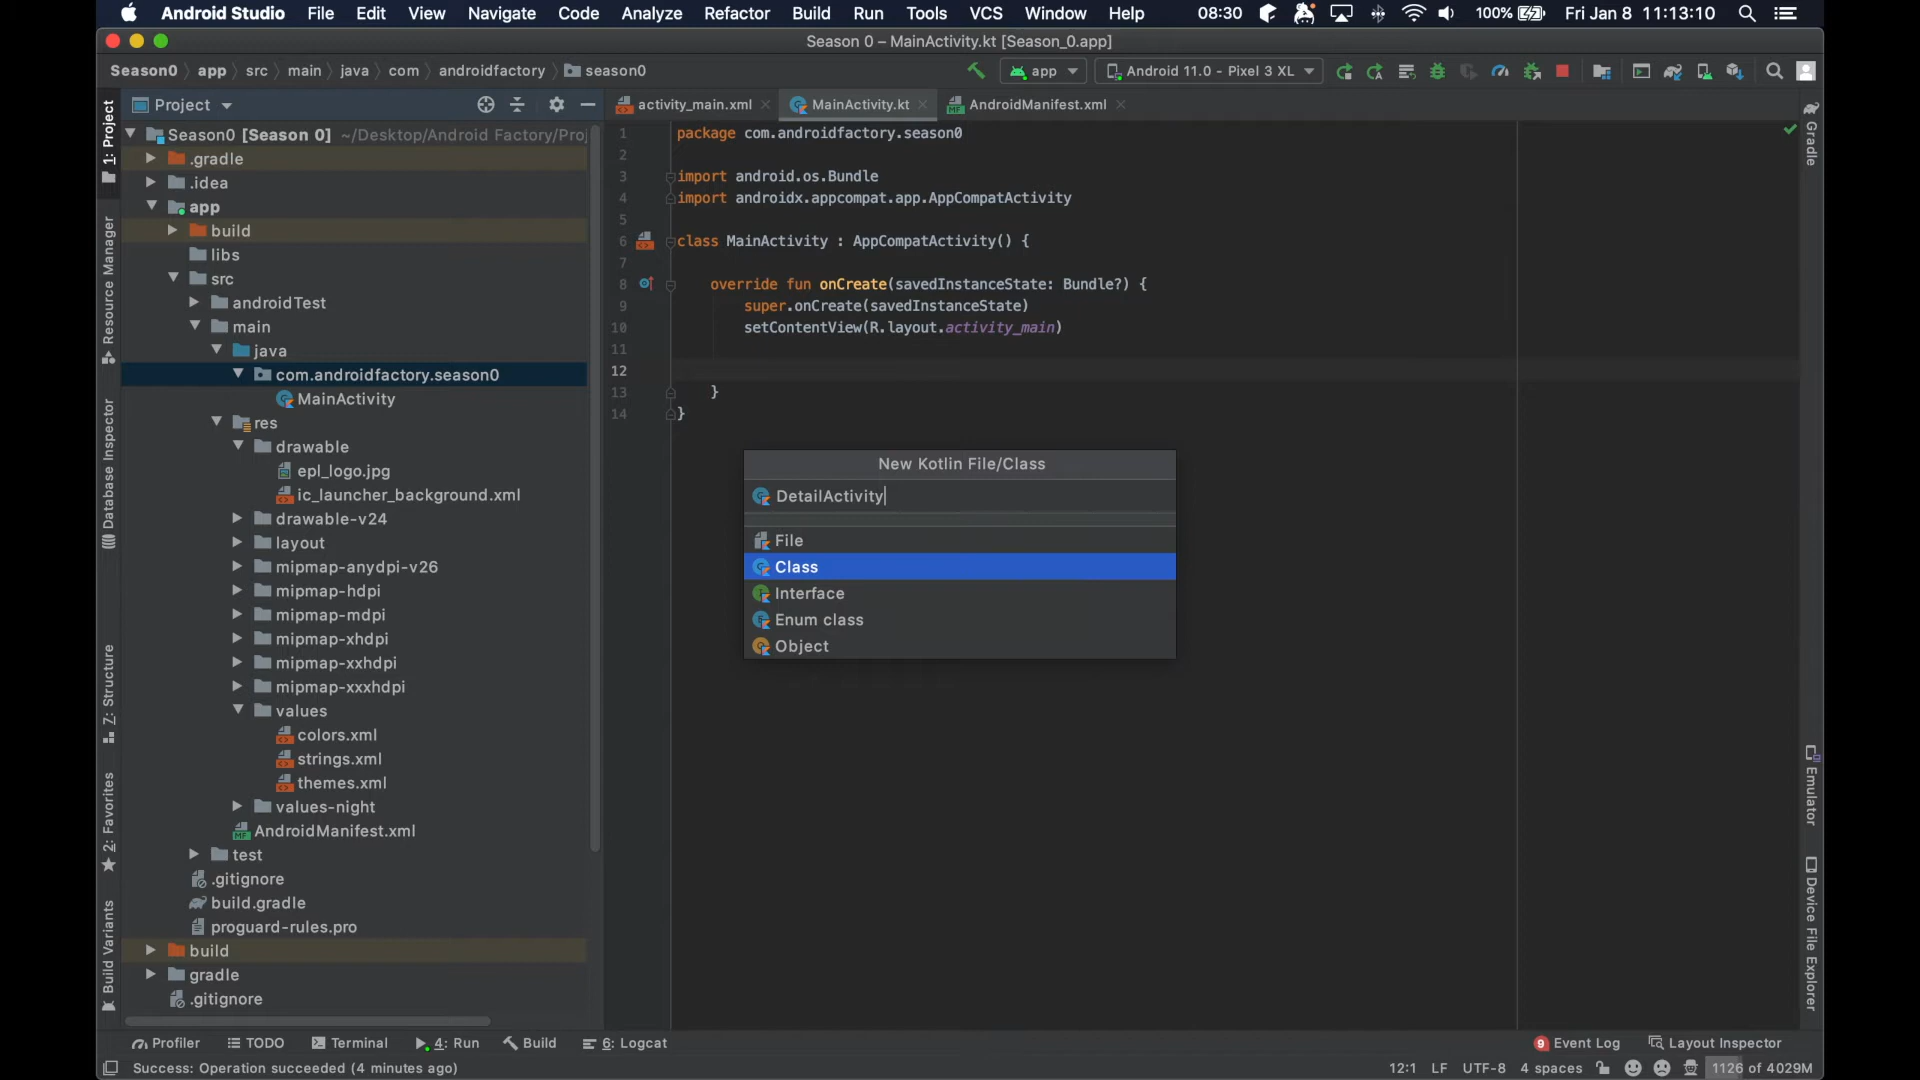 Android Studio File Edit View Navigate Code Analyze Refactor Build Run Tools VCS Window Help 08:30 100% Fri Jan 8 11:13:10
Season 0 – MainActivity.kt [Season_0.app]
Season0 app src main java com androidfactory season0 app Android 11.0 - Pixel 3 XL
Project activity_main.xml MainActivity.kt AndroidManifest.xml
Season0 [Season 0] ~/Desktop/Android Factory/Proj
.gradle
.idea
app
build
libs
src
androidTest
main
java
com.androidfactory.season0
MainActivity
res
drawable
epl_logo.jpg
ic_launcher_background.xml
drawable-v24
layout
mipmap-anydpi-v26
mipmap-hdpi
mipmap-mdpi
mipmap-xhdpi
mipmap-xxhdpi
mipmap-xxxhdpi
values
colors.xml
strings.xml
themes.xml
values-night
AndroidManifest.xml
test
.gitignore
build.gradle
proguard-rules.pro
build
gradle
.gitignore
1 package com.androidfactory.season0
2
3 import android.os.Bundle
4 import androidx.appcompat.app.AppCompatActivity
5
6 class MainActivity : AppCompatActivity() {
7
8 override fun onCreate(savedInstanceState: Bundle?) {
9 super.onCreate(savedInstanceState)
10 setContentView(R.layout.activity_main)
11
12
13 }
14 }
New Kotlin File/Class
DetailActivity
File
Class
Interface
Enum class
Object
1: Project
Resource Manager
Database Inspector
Z: Structure
2: Favorites
Build Variants
Gradle
Emulator
Device File Explorer
Profiler TODO Terminal 4: Run Build 6: Logcat 9 Event Log Layout Inspector
Success: Operation succeeded (4 minutes ago) 12:1 LF UTF-8 4 spaces 1126 of 4029M